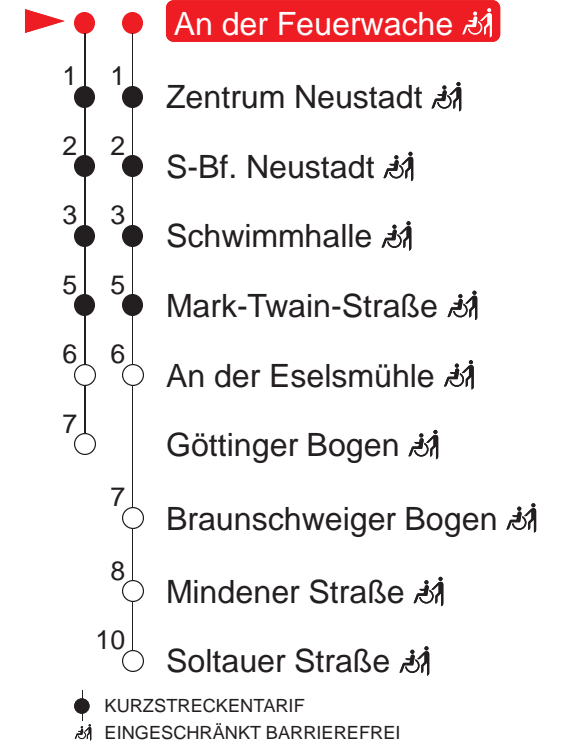 An der Feuerwache
1 1 Zentrum Neustadt
2 2 S-Bf. Neustadt
3 3 Schwimmhalle
5 5 Mark-Twain-Straße
6 6 An der Eselsmühle
7 Göttinger Bogen
7 Braunschweiger Bogen
8 Mindener Straße
10 Soltauer Straße
KURZSTRECKENTARIF
EINGESCHRÄNKT BARRIEREFREI